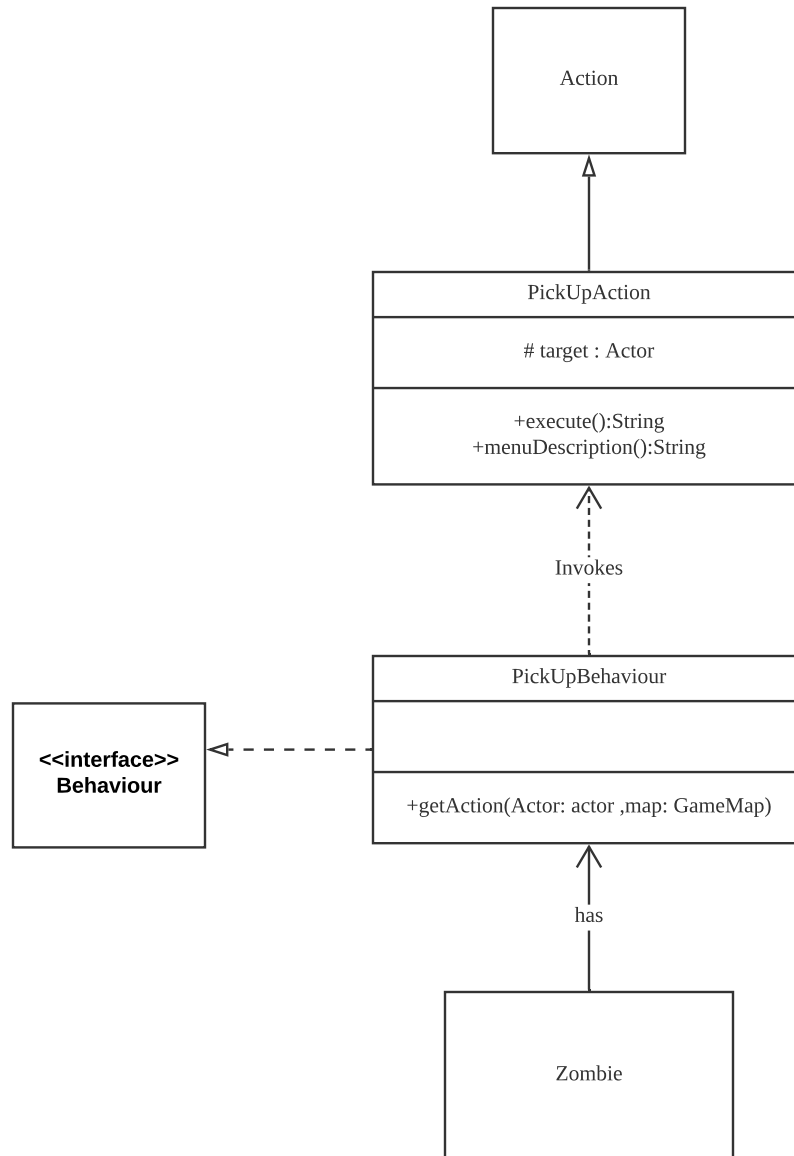 Action
PickUpAction
# target : Actor
+execute():String
+menuDescription():String
Invokes
PickUpBehaviour
<<interface>>
Behaviour
+getAction(Actor: actor ,map: GameMap)
has
Zombie